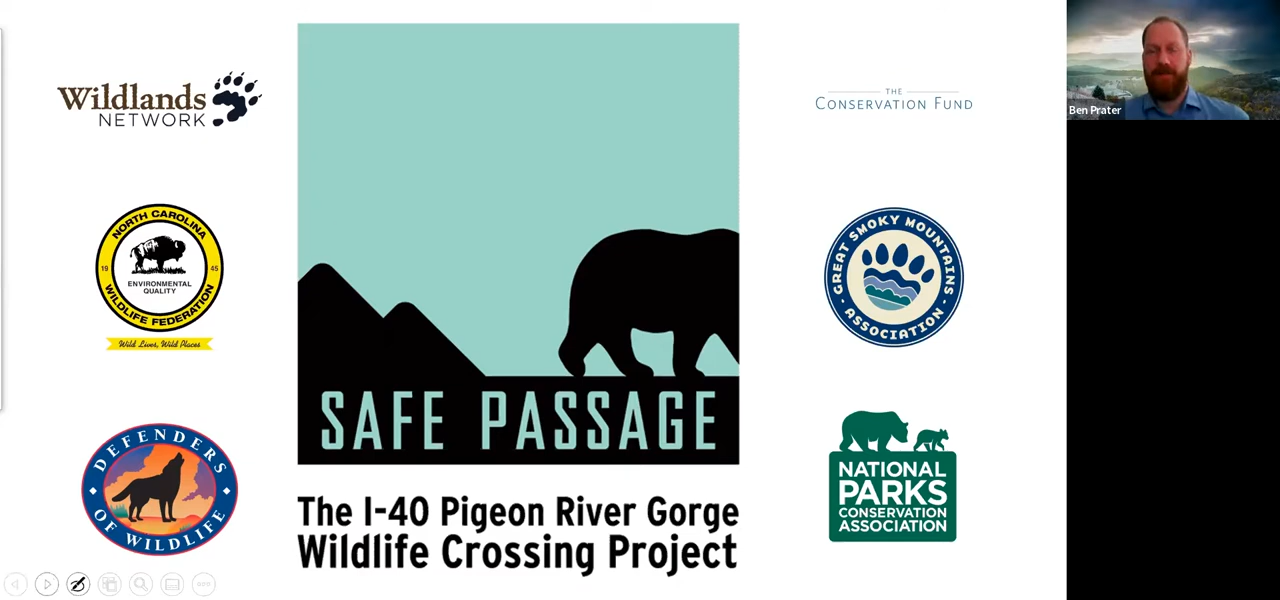 Wildlands
NETWORK
NORTH CAROLINA
19 45
ENVIRONMENTAL
QUALITY
WILDLIFE FEDERATION
Wild Lives, Wild Places
DEFENDERS
OF WILDLIFE
SAFE PASSAGE
The I-40 Pigeon River Gorge
Wildlife Crossing Project
THE
CONSERVATION FUND
GREAT SMOKY MOUNTAINS
ASSOCIATION
NATIONAL
PARKS
CONSERVATION
ASSOCIATION
Ben Prater